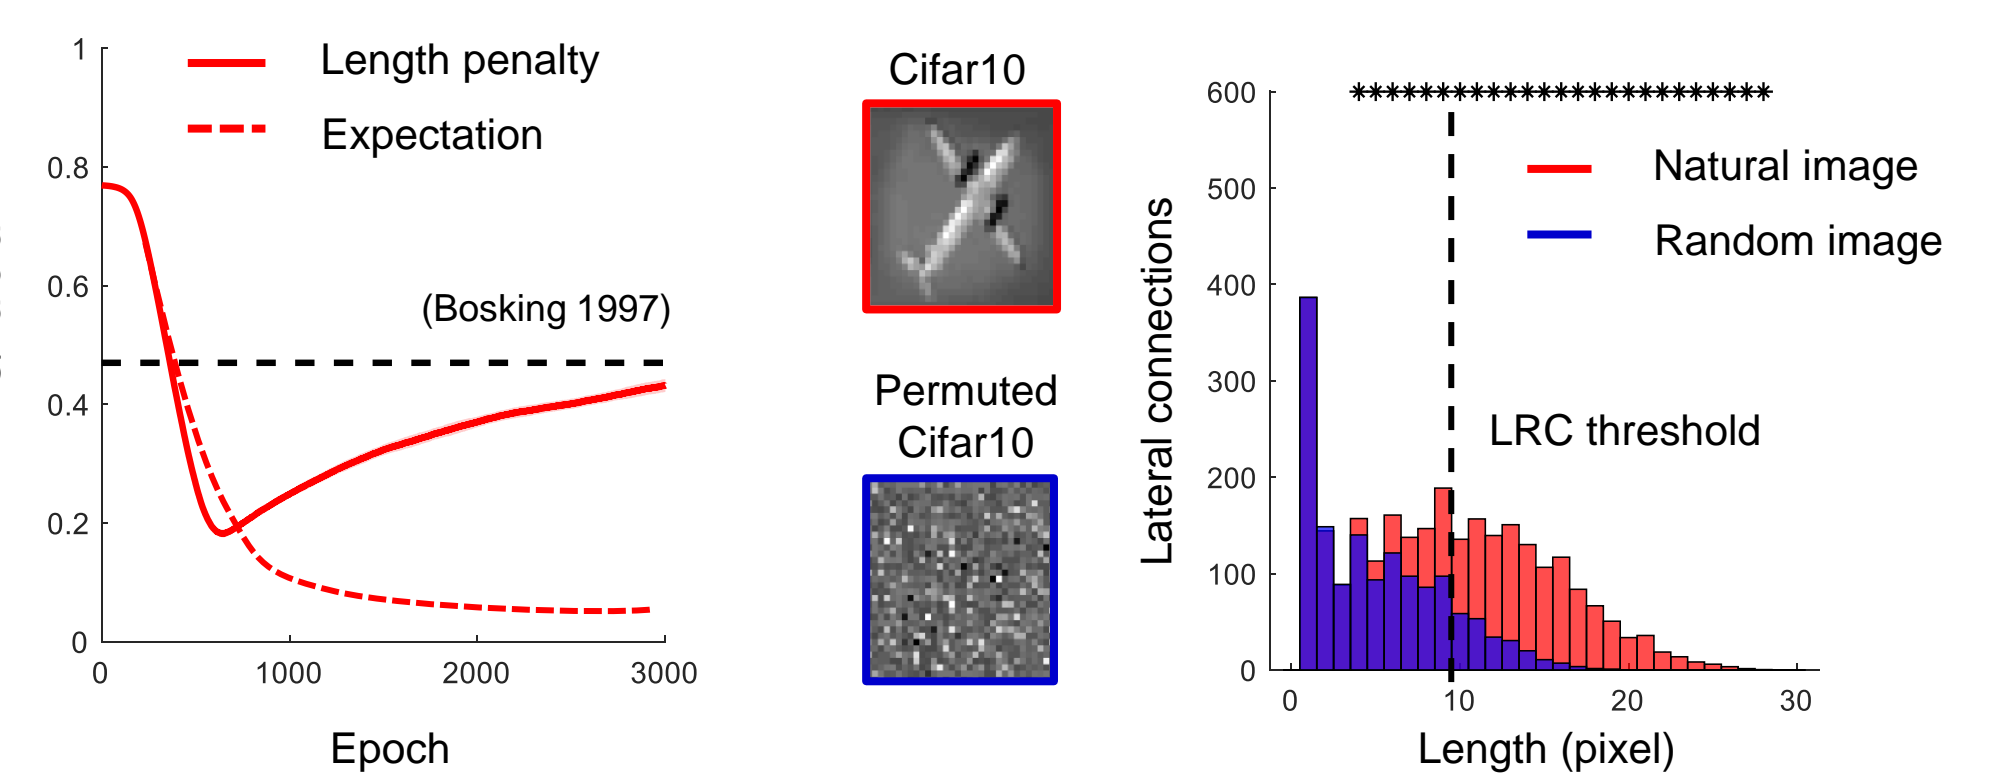 Length penalty
Expectation
(Bosking 1997)
1
0.8
0.6
0.4
0.2
0
0
1000
2000
3000
Epoch
Cifar10
Permuted
Cifar10
Lateral connections
600
500
400
300
200
100
0
Natural image
Random image
LRC threshold
0
10
20
30
Length (pixel)